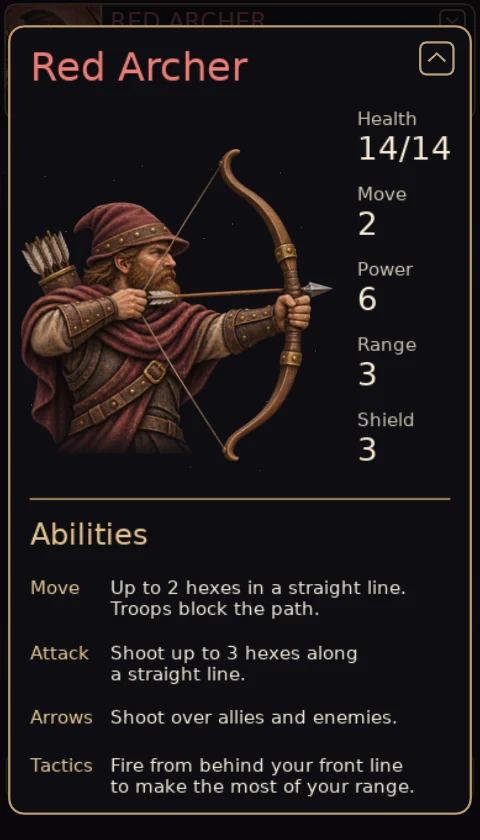 RED ARCHER
Red Archer
Health
14/14
Move
2
Power
6
Range
3
Shield
3
Abilities
Move Up to 2 hexes in a straight line.
Troops block the path.
Attack Shoot up to 3 hexes along
a straight line.
Arrows Shoot over allies and enemies.
Tactics Fire from behind your front line
to make the most of your range.